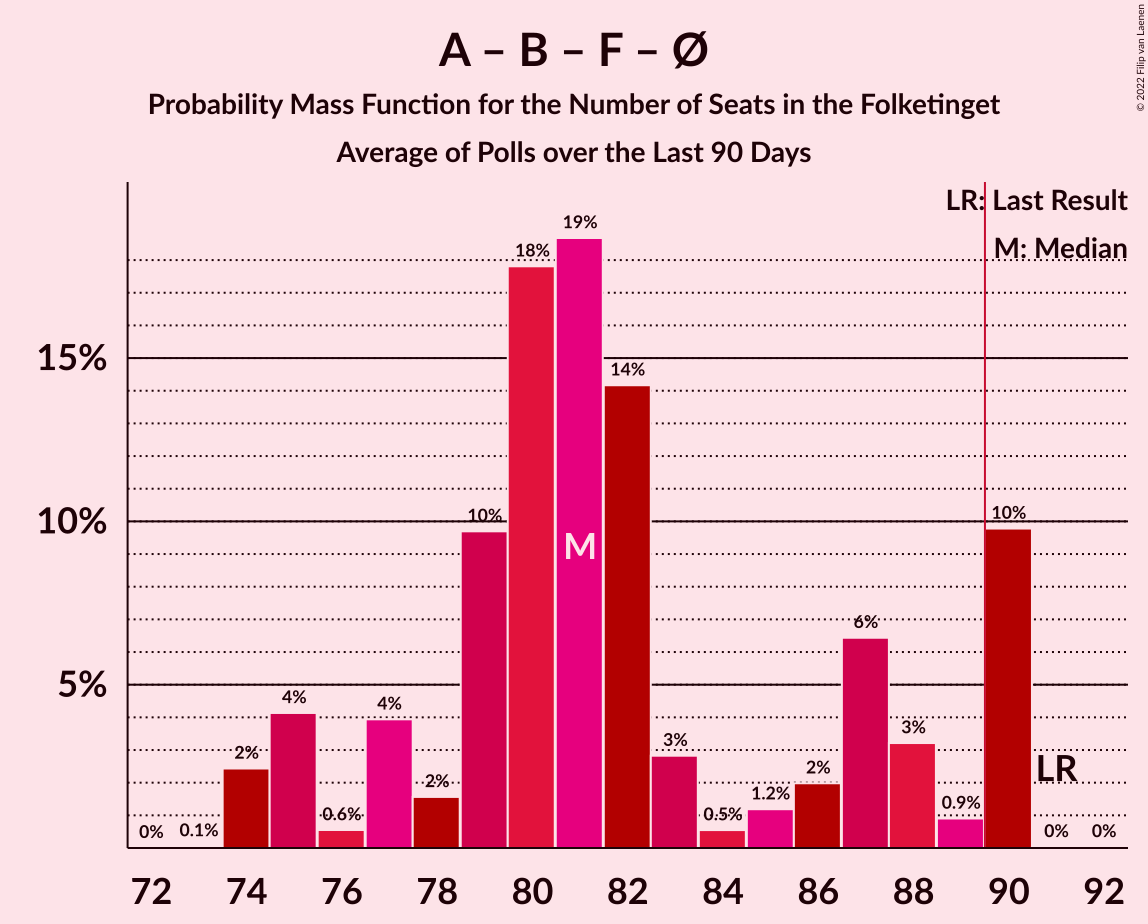 A – B – F – Ø
Probability Mass Function for the Number of Seats in the Folketinget
Average of Polls over the Last 90 Days
© 2022 Filip van Laenen
LR: Last Result
M: Median
15%
10%
5%
0%
0.1%
2%
4%
0.6%
4%
2%
10%
18%
19%
14%
3%
0.5%
1.2%
2%
6%
3%
0.9%
10%
0%
0%
M
LR
72 74 76 78 80 82 84 86 88 90 92